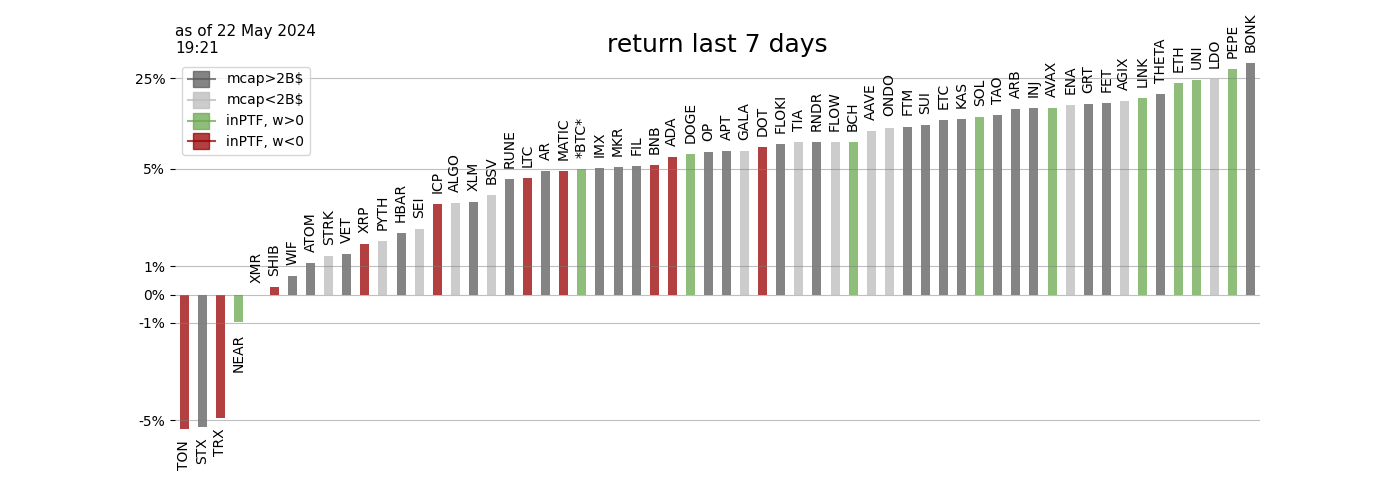 as of 22 May 2024
19:21
return last 7 days
mcap>2B$
mcap<2B$
inPTF, w>0
inPTF, w<0
25%
5%
1%
0%
-1%
-5%
TON
STX
TRX
NEAR
XMR
SHIB
WIF
ATOM
STRK
VET
XRP
PYTH
HBAR
SEI
ICP
ALGO
XLM
BSV
RUNE
LTC
AR
MATIC
*BTC*
IMX
MKR
FIL
BNB
ADA
DOGE
OP
APT
GALA
DOT
FLOKI
TIA
RNDR
FLOW
BCH
AAVE
ONDO
FTM
SUI
ETC
KAS
SOL
TAO
ARB
INJ
AVAX
ENA
GRT
FET
AGIX
LINK
THETA
ETH
UNI
LDO
PEPE
BONK